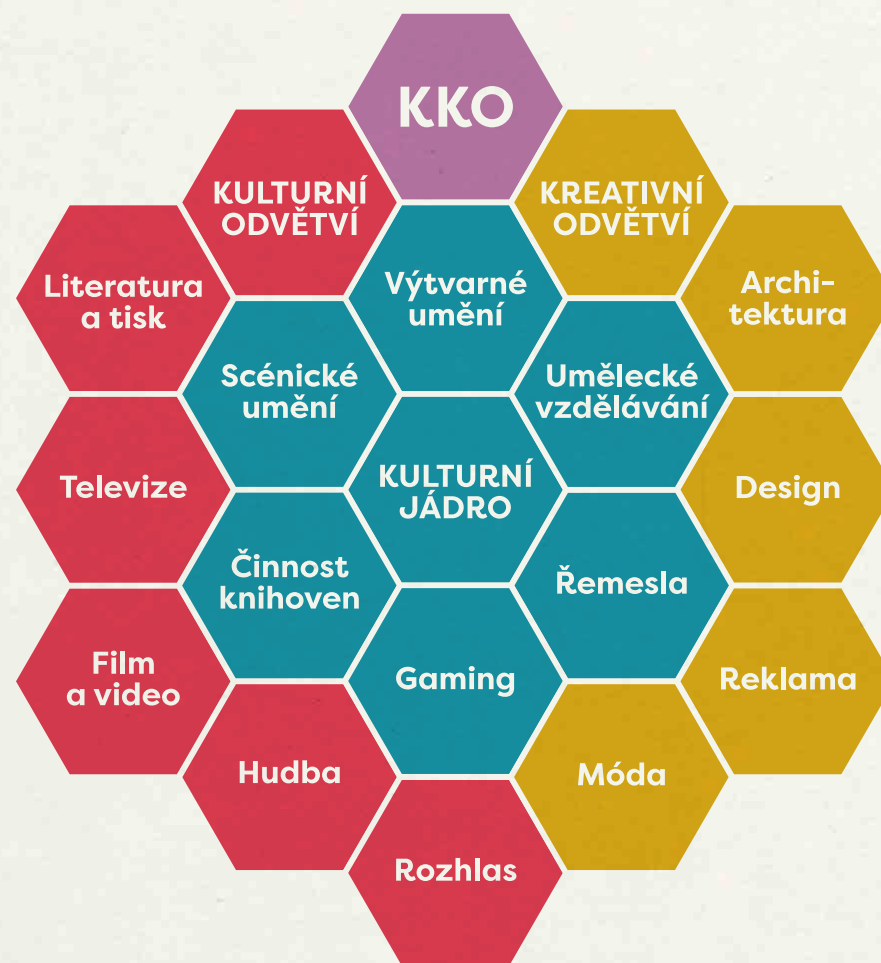 KKO
KULTURNÍ
ODVĚTVÍ
KREATIVNÍ
ODVĚTVÍ
Literatura
a tisk
Výtvarné
umění
Archi-
tektura
Scénické
umění
Umělecké
vzdělávání
Televize
KULTURNÍ
JÁDRO
Design
Činnost
knihoven
Řemesla
Film
a video
Gaming
Reklama
Hudba
Móda
Rozhlas